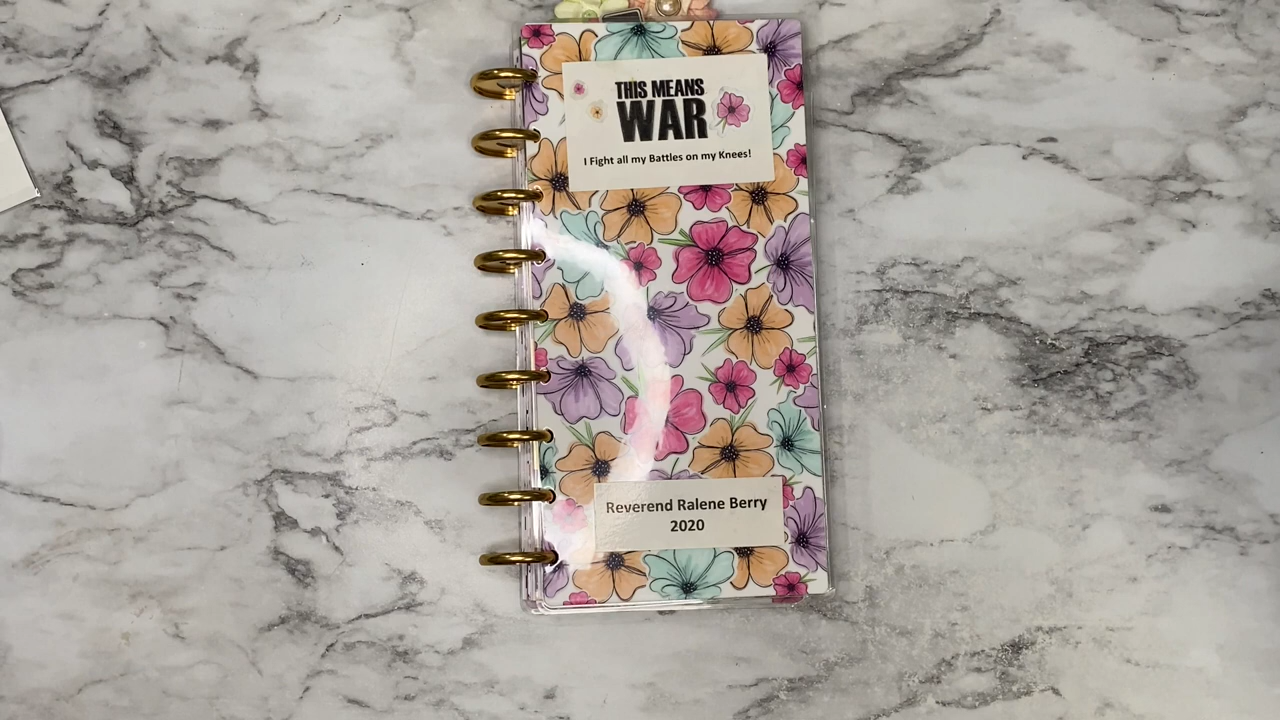 THIS MEANS
WAR
I Fight all my Battles on my Knees!
Reverend Ralene Berry
2020